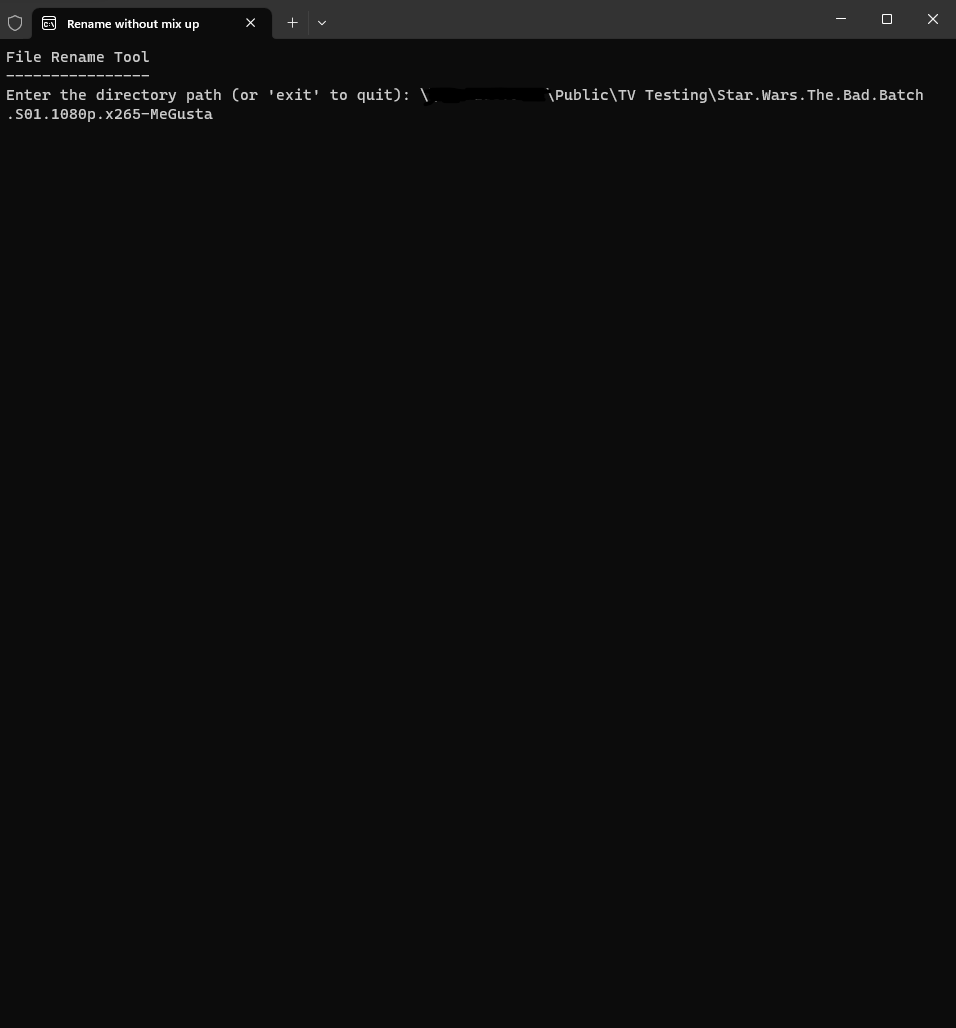 Rename without mix up
File Rename Tool
----------------
Enter the directory path (or 'exit' to quit): \ \Public\TV Testing\Star.Wars.The.Bad.Batch
.S01.1080p.x265-MeGusta